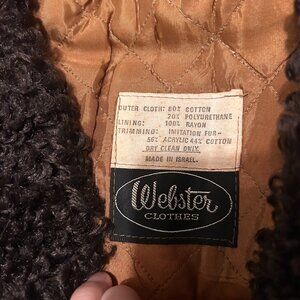 OUTER CLOTH: 80% COTTON
20% POLYURETHANE
LINING: 100% RAYON
TRIMMING: IMITATION FUR-
56% ACRYLIC 44% COTTON
DRY CLEAN ONLY.
MADE IN ISRAEL.
Webster
CLOTHES